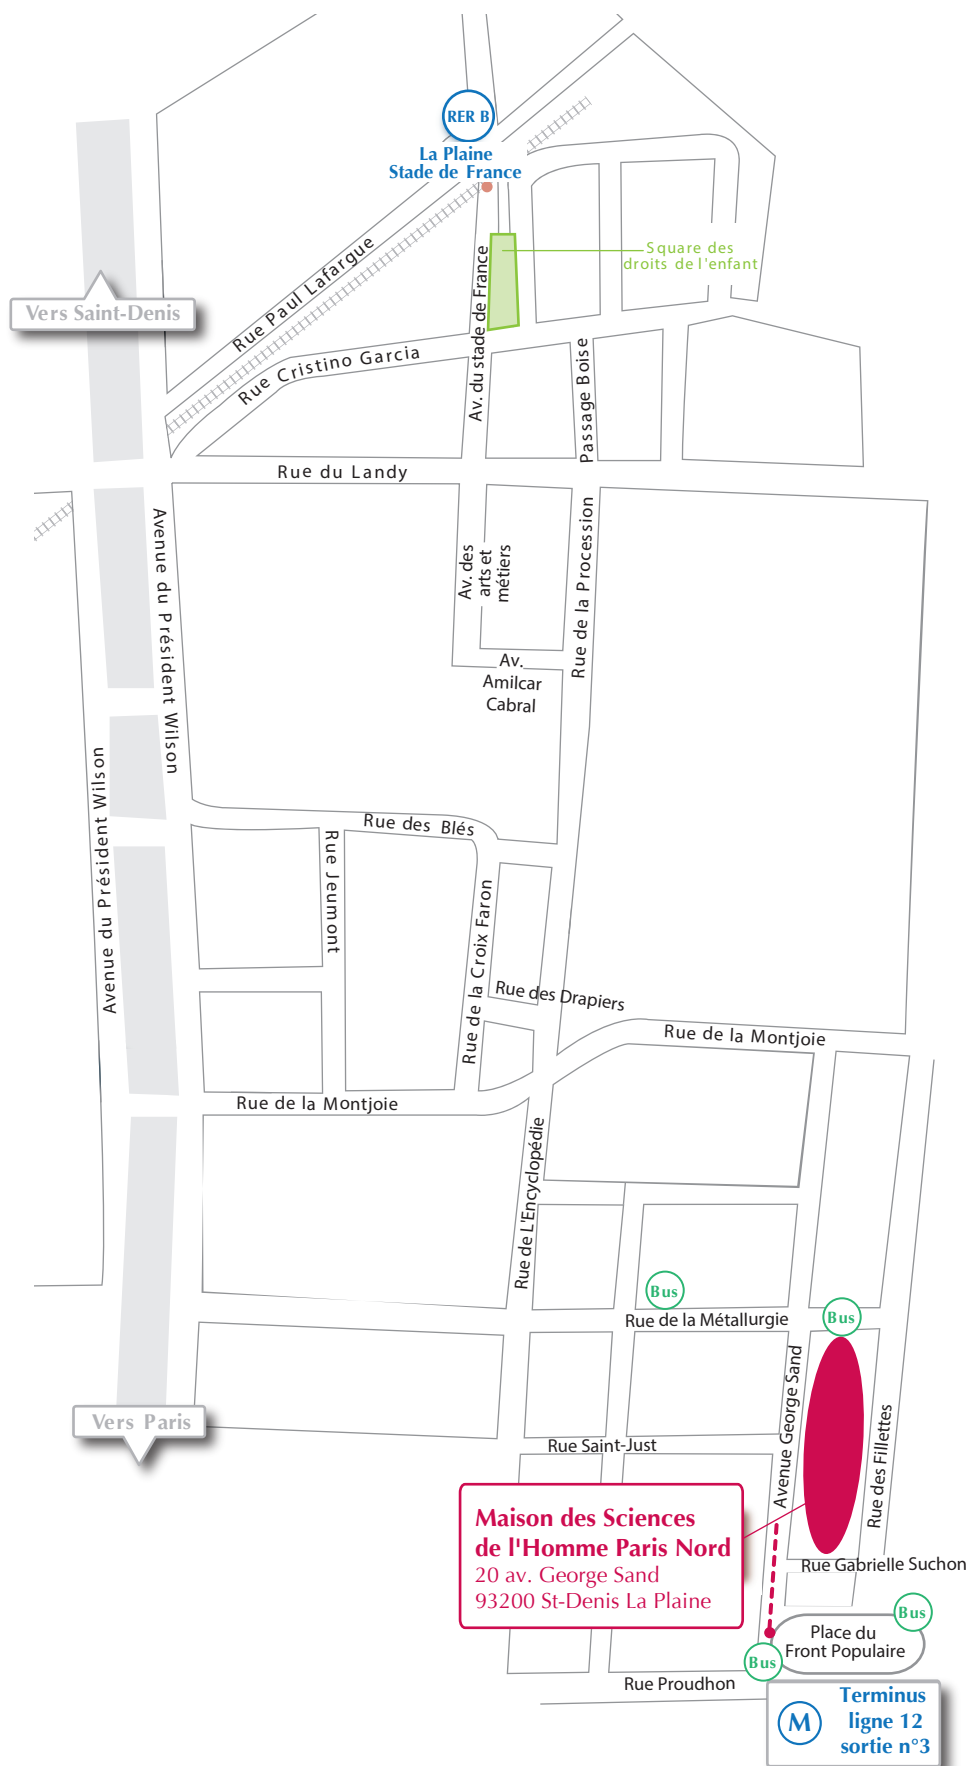 RER B
La Plaine
Stade de France
Rue Paul Lafargue
Square des
droits de l'enfant
Av. du stade de France
Vers Saint-Denis
Rue Cristino Garcia
Passage Boise
Rue du Landy
Avenue du Président Wilson
Av. des
arts et
métiers
Rue de la Procession
Av.
Amilcar
Cabral
Avenue du Président Wilson
Rue des Blés
Rue Jeumont
Rue de la Croix Faron
Rue des Drapiers
Rue de la Montjoie
Rue de la Montjoie
Rue de L'Encyclopédie
Bus
Rue de la Métallurgie
Bus
Avenue George Sand
Rue des Fillettes
Vers Paris
Rue Saint-Just
Maison des Sciences
de l'Homme Paris Nord
20 av. George Sand
93200 St-Denis La Plaine
Rue Gabrielle Suchon
Bus
Place du
Front Populaire
Bus
Rue Proudhon
M
Terminus
ligne 12
sortie n°3